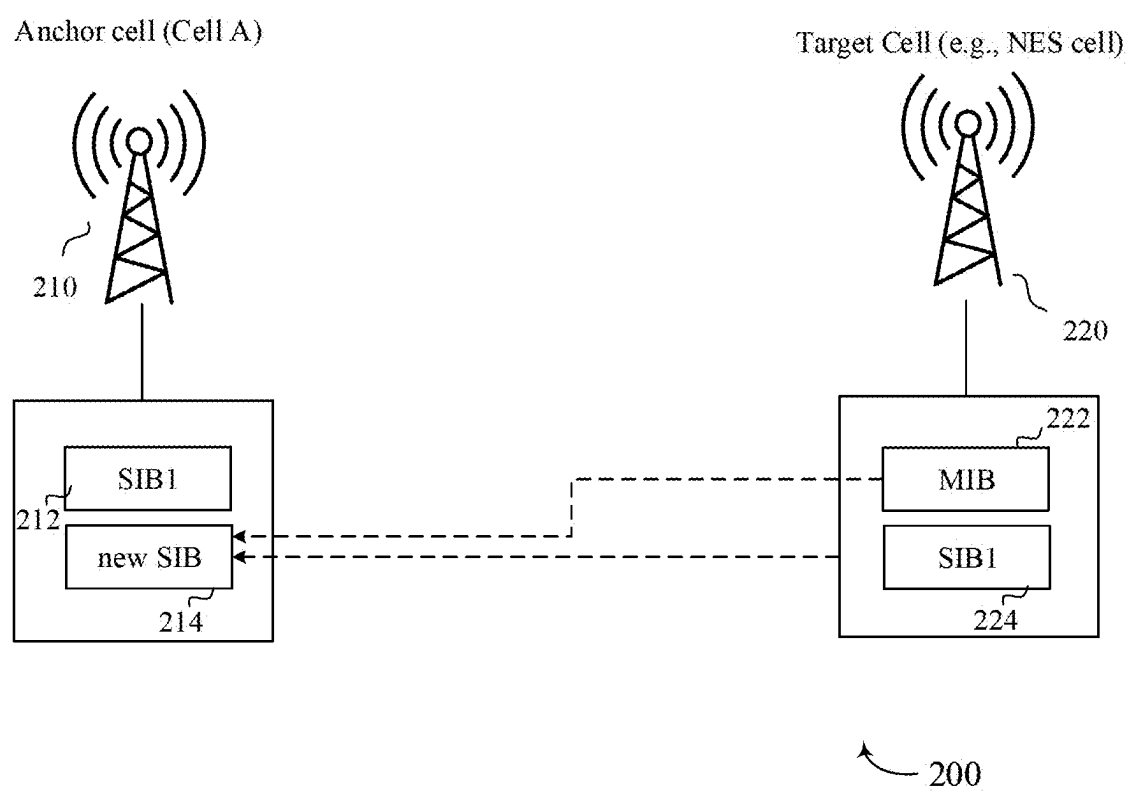 Anchor cell (Cell A)
Target Cell (e.g., NES cell)
210
220
SIB1
212
new SIB
214
222
MIB
SIB1
224
200